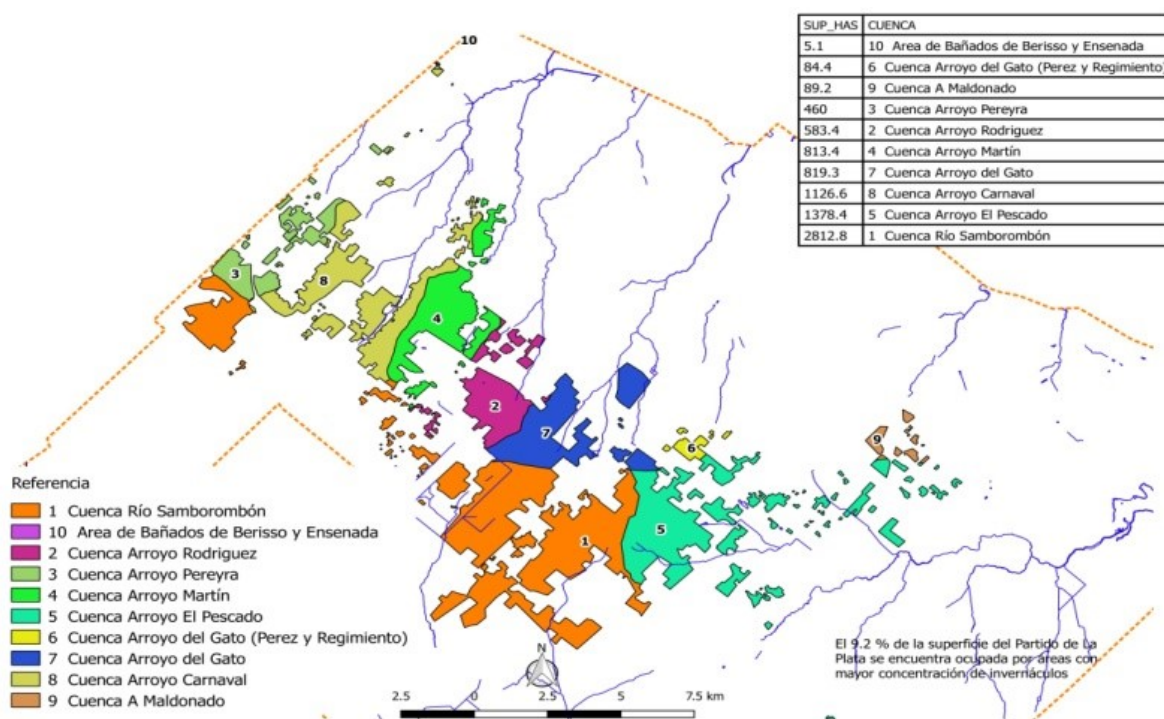 SUP_HAS CUENCA
5.1 10 Area de Bañados de Berisso y Ensenada
84.4 6 Cuenca Arroyo del Gato (Perez y Regimiento)
89.2 9 Cuenca A Maldonado
460 3 Cuenca Arroyo Pereyra
583.4 2 Cuenca Arroyo Rodriguez
813.4 4 Cuenca Arroyo Martín
819.3 7 Cuenca Arroyo del Gato
1126.6 8 Cuenca Arroyo Carnaval
1378.4 5 Cuenca Arroyo El Pescado
2812.8 1 Cuenca Río Samborombón
10
3
8
4
2
7
6
9
5
1
Referencia
1 Cuenca Río Samborombón
10 Area de Bañados de Berisso y Ensenada
2 Cuenca Arroyo Rodriguez
3 Cuenca Arroyo Pereyra
4 Cuenca Arroyo Martín
5 Cuenca Arroyo El Pescado
6 Cuenca Arroyo del Gato (Perez y Regimiento)
7 Cuenca Arroyo del Gato
8 Cuenca Arroyo Carnaval
9 Cuenca A Maldonado
El 9.2 % de la superficie del Partido de La
Plata se encuentra ocupada por áreas con
mayor concentración de invernáculos
N
2.5 0 2.5 5 7.5 km